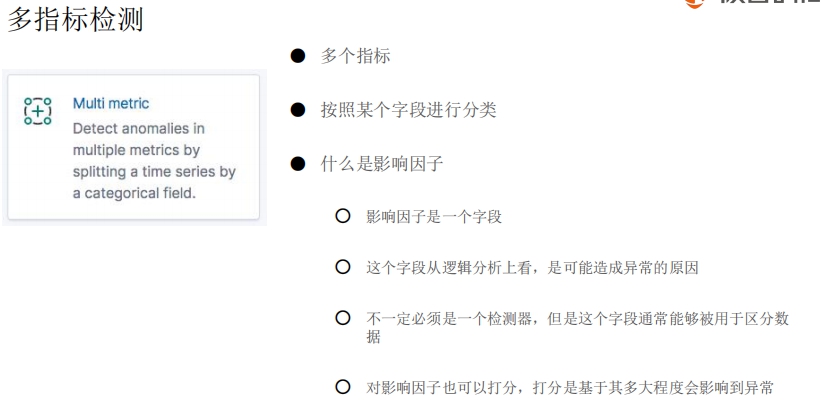 多指标检测
Multi metric
Detect anomalies in
multiple metrics by
splitting a time series by
a categorical field.
多个指标
按照某个字段进行分类
什么是影响因子
影响因子是一个字段
这个字段从逻辑分析上看，是可能造成异常的原因
不一定必须是一个检测器，但是这个字段通常能够被用于区分数
据
对影响因子也可以打分，打分是基于其多大程度会影响到异常